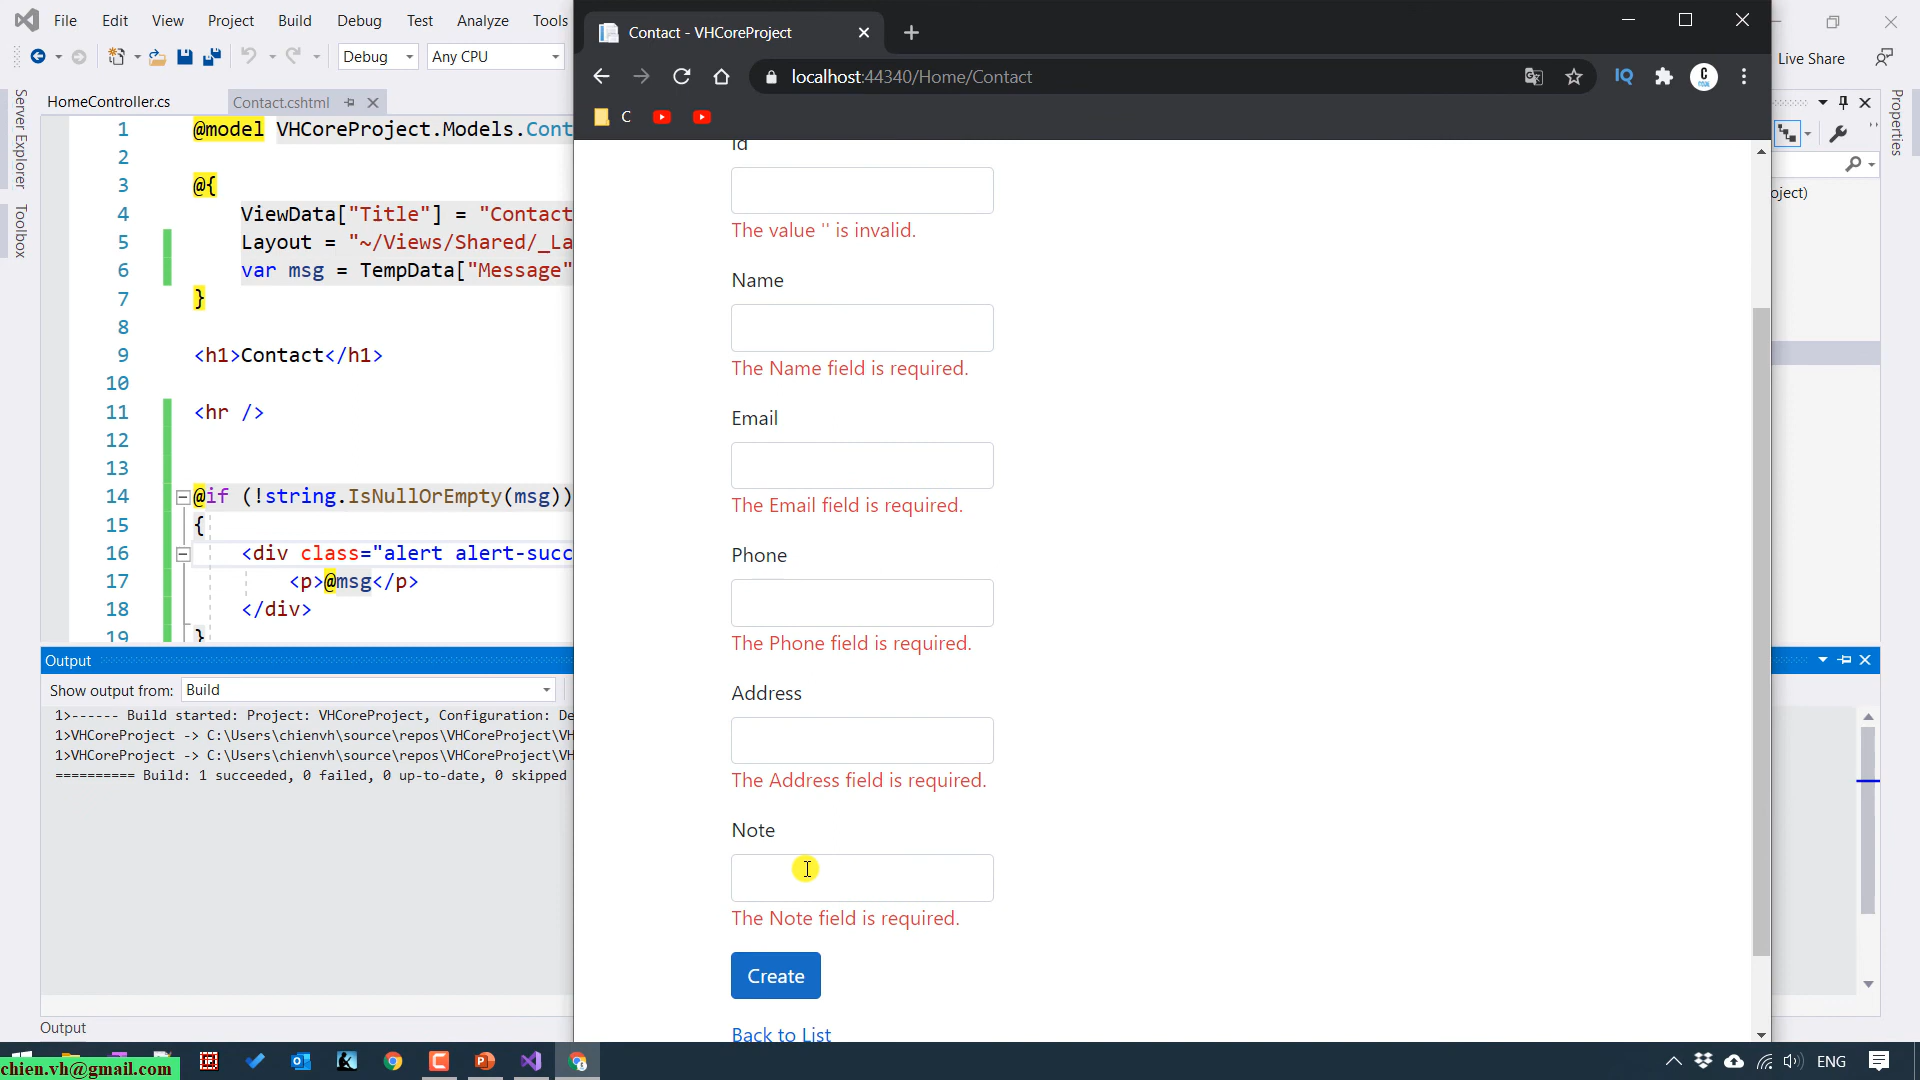 File Edit View Project Build Debug Test Analyze Tools
Debug Any CPU
Live Share
HomeController.cs Contact.cshtml
Server Explorer
Toolbox
Properties
1 @model VHCoreProject.Models.Cont
2
3 @{
4 ViewData["Title"] = "Contact
5 Layout = "~/Views/Shared/_La
6 var msg = TempData["Message"
7 }
8
9 <h1>Contact</h1>
10
11 <hr />
12
13
14 @if (!string.IsNullOrEmpty(msg))
15 {
16 <div class="alert alert-succ
17 <p>@msg</p>
18 </div>
19 }
Output
Show output from: Build
1>------ Build started: Project: VHCoreProject, Configuration: De
1>VHCoreProject -> C:\Users\chienvh\source\repos\VHCoreProject\VH
1>VHCoreProject -> C:\Users\chienvh\source\repos\VHCoreProject\VH
========== Build: 1 succeeded, 0 failed, 0 up-to-date, 0 skipped
Output
Contact - VHCoreProject
localhost:44340/Home/Contact
IQ
C
C
oject)
Id
The value '' is invalid.
Name
The Name field is required.
Email
The Email field is required.
Phone
The Phone field is required.
Address
The Address field is required.
Note
The Note field is required.
Create
Back to List
chien.vh@gmail.com
ENG